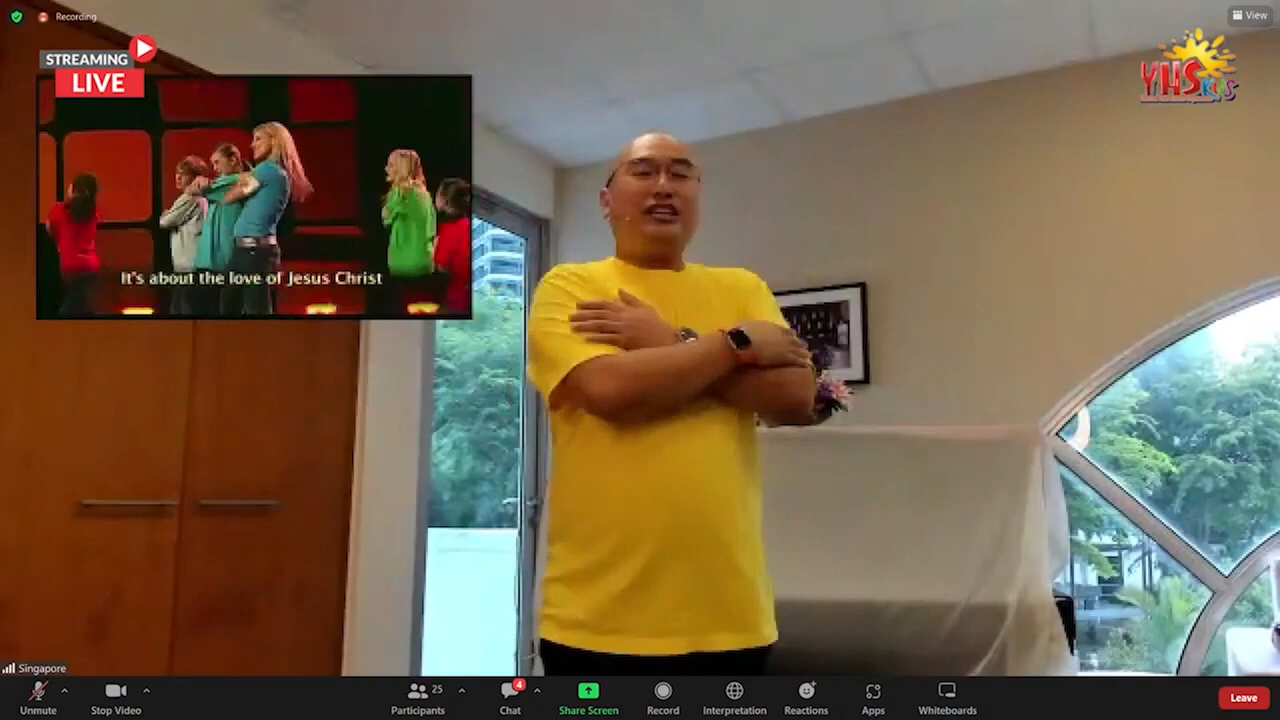 Recording
View
STREAMING
LIVE
YHS Kids
It's about the love of Jesus Christ
Singapore
Unmute
Stop Video
25
Participants
4
Chat
Share Screen
Record
Interpretation
Reactions
Apps
Whiteboards
Leave